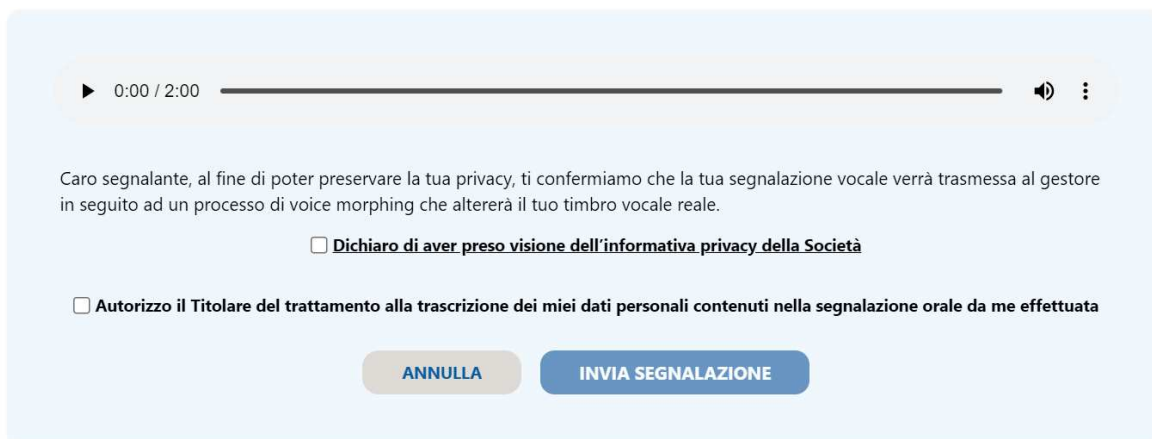 0:00 / 2:00
Caro segnalante, al fine di poter preservare la tua privacy, ti confermiamo che la tua segnalazione vocale verrà trasmessa al gestore
in seguito ad un processo di voice morphing che altererà il tuo timbro vocale reale.
Dichiaro di aver preso visione dell'informativa privacy della Società
Autorizzo il Titolare del trattamento alla trascrizione dei miei dati personali contenuti nella segnalazione orale da me effettuata
ANNULLA INVIA SEGNALAZIONE